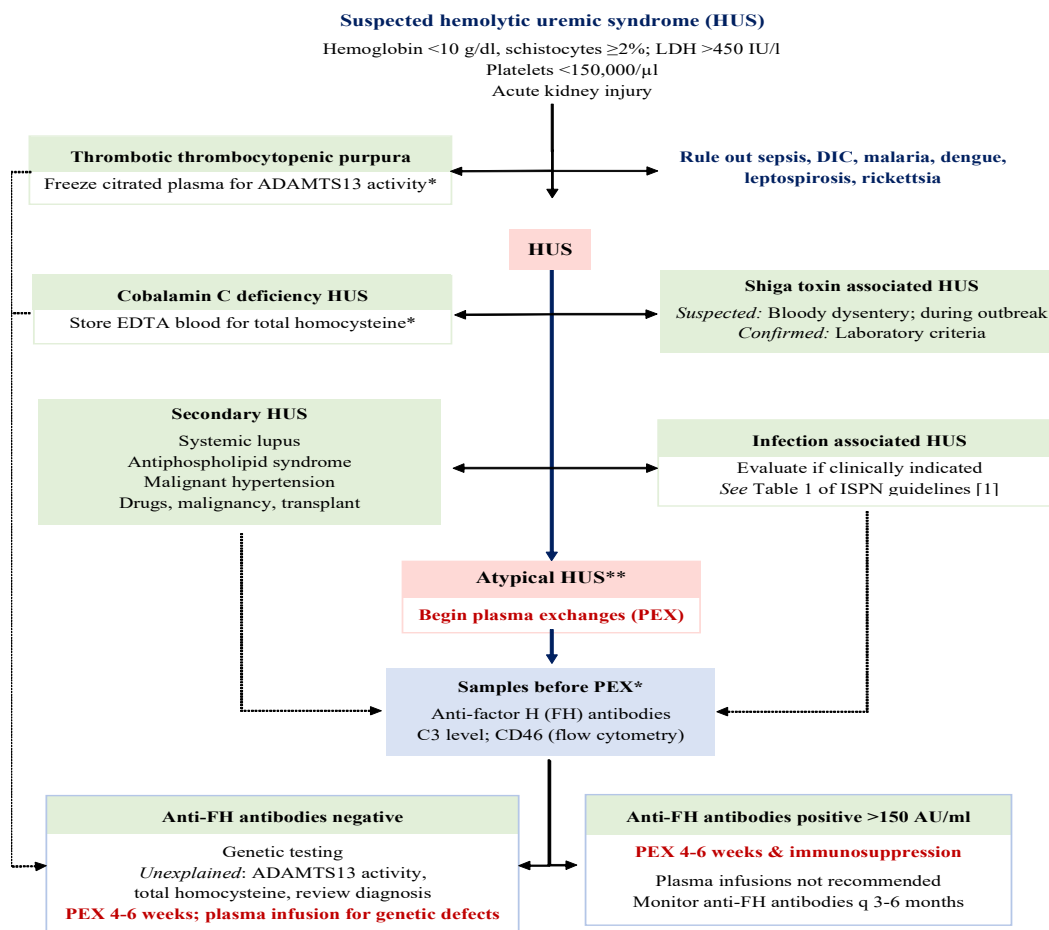 Suspected hemolytic uremic syndrome (HUS)
Hemoglobin <10 g/dl, schistocytes ≥2%; LDH >450 IU/l
Platelets <150,000/µl
Acute kidney injury
Thrombotic thrombocytopenic purpura
Freeze citrated plasma for ADAMTS13 activity*
Rule out sepsis, DIC, malaria, dengue,
leptospirosis, rickettsia
HUS
Cobalamin C deficiency HUS
Store EDTA blood for total homocysteine*
Shiga toxin associated HUS
Suspected: Bloody dysentery; during outbreak
Confirmed: Laboratory criteria
Secondary HUS
Systemic lupus
Antiphospholipid syndrome
Malignant hypertension
Drugs, malignancy, transplant
Infection associated HUS
Evaluate if clinically indicated
See Table 1 of ISPN guidelines [1]
Atypical HUS**
Begin plasma exchanges (PEX)
Samples before PEX*
Anti-factor H (FH) antibodies
C3 level; CD46 (flow cytometry)
Anti-FH antibodies negative
Genetic testing
Unexplained: ADAMTS13 activity,
total homocysteine, review diagnosis
PEX 4-6 weeks; plasma infusion for genetic defects
Anti-FH antibodies positive >150 AU/ml
PEX 4-6 weeks & immunosuppression
Plasma infusions not recommended
Monitor anti-FH antibodies q 3-6 months